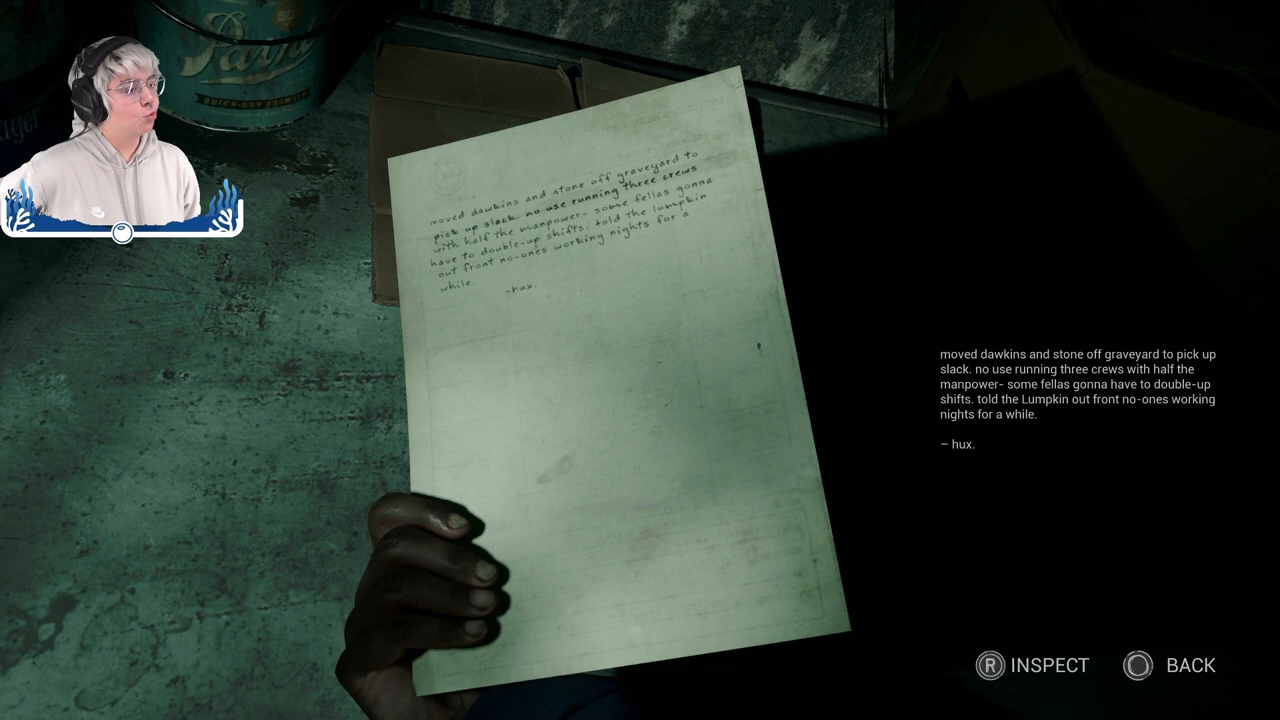 Paint
QUICK-DRY FORMULA
moved dawkins and stone off graveyard to
pick up slack. no use running three crews
with half the manpower- some fellas gonna
have to double-up shifts. told the lumpkin
out front no-ones working nights for a
while.
-hux.
moved dawkins and stone off graveyard to pick up
slack. no use running three crews with half the
manpower- some fellas gonna have to double-up
shifts. told the Lumpkin out front no-ones working
nights for a while.
– hux.
R INSPECT
BACK